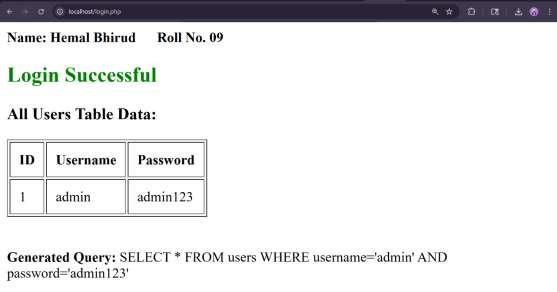 localhost/login.php
Name: Hemal Bhirud Roll No. 09
Login Successful
All Users Table Data:
ID Username Password
1 admin admin123
Generated Query: SELECT * FROM users WHERE username='admin' AND
password='admin123'